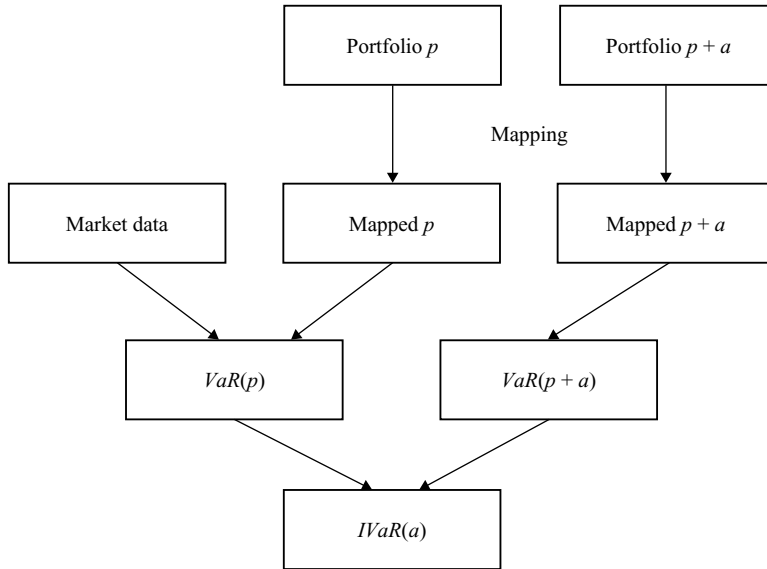 Portfolio p
Portfolio p + a
Mapping
Market data
Mapped p
Mapped p + a
VaR(p)
VaR(p + a)
IVaR(a)